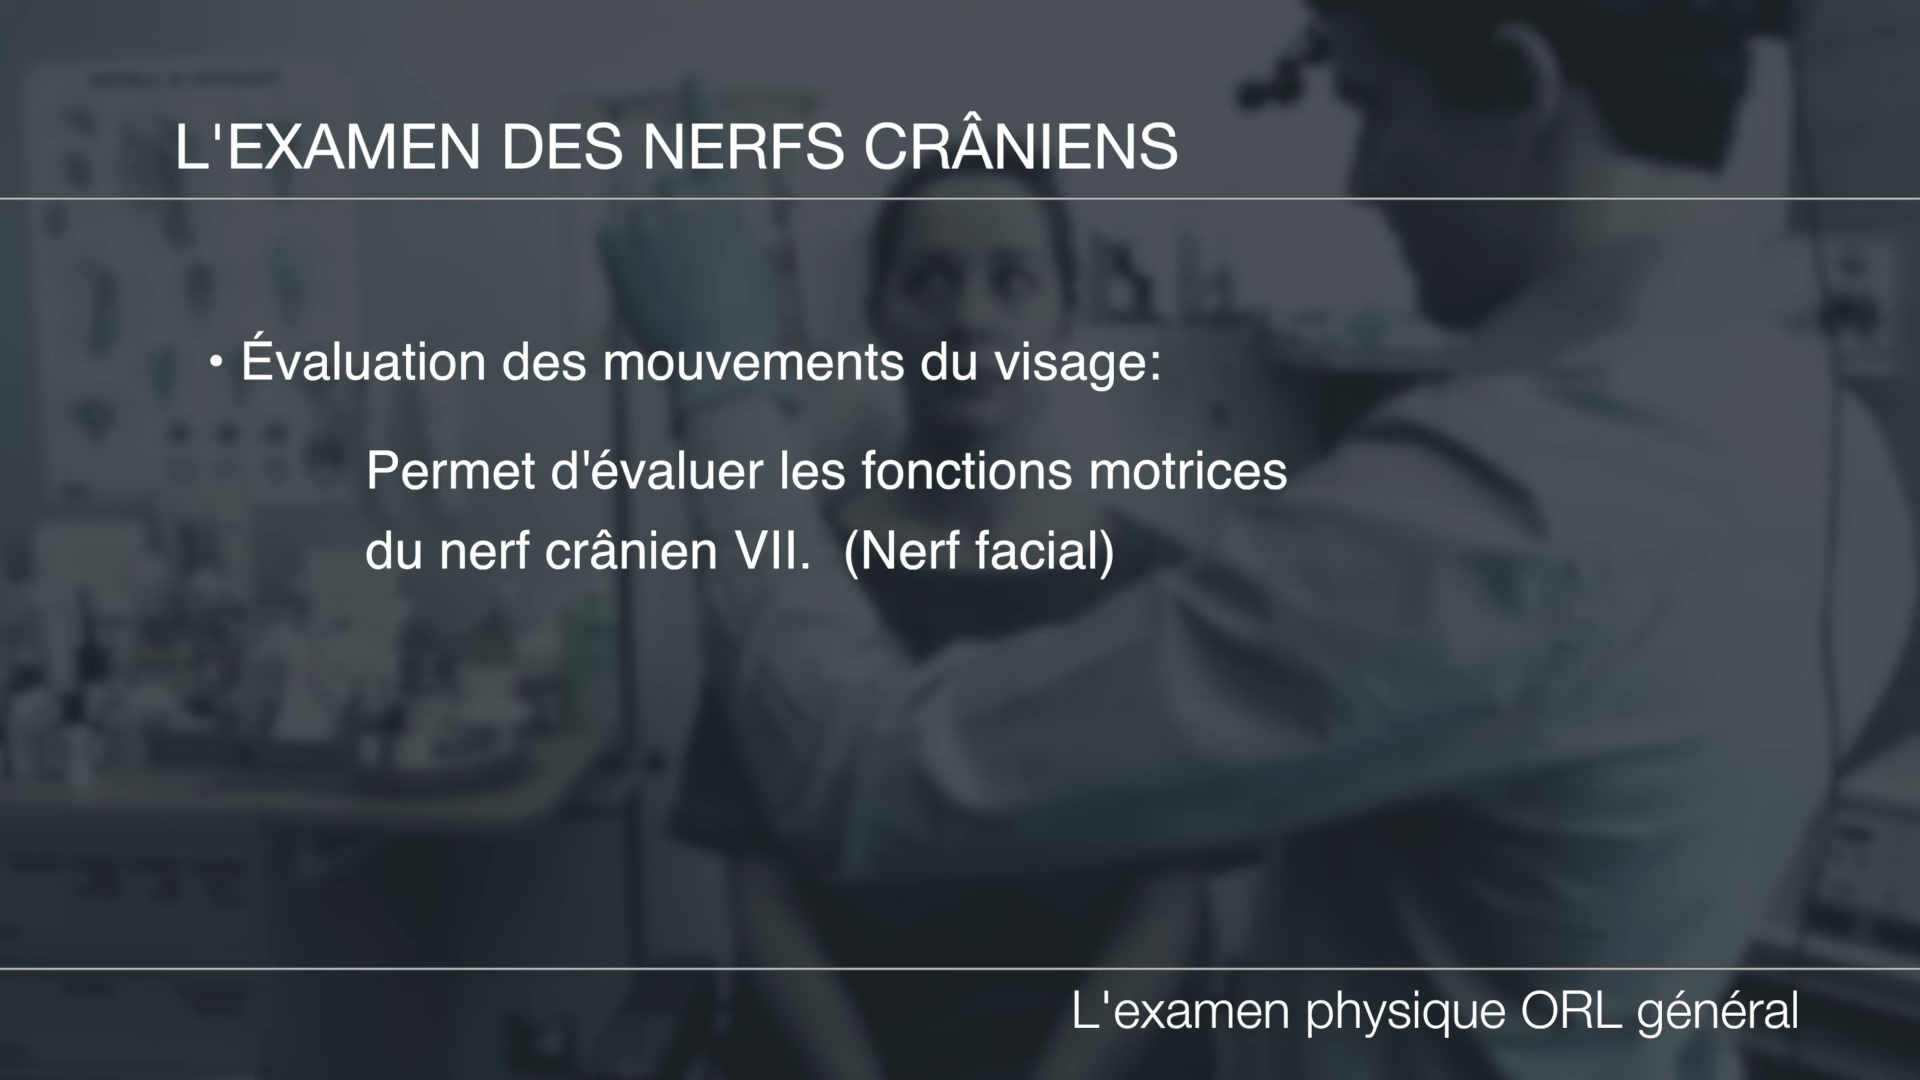 L'EXAMEN DES NERFS CRÂNIENS
• Évaluation des mouvements du visage:
Permet d'évaluer les fonctions motrices
du nerf crânien VII. (Nerf facial)
L'examen physique ORL général